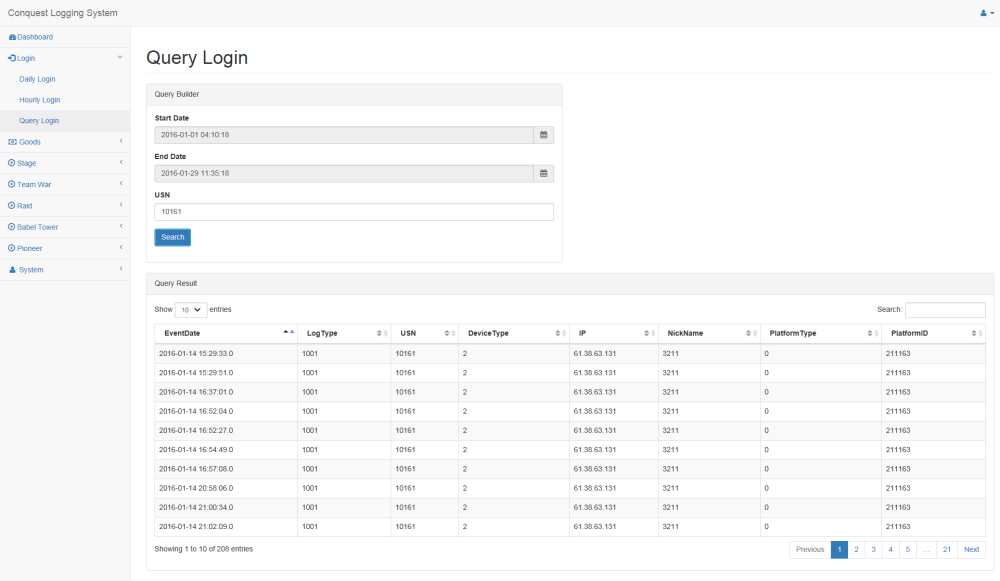 Conquest Logging System
Dashboard
Login
Daily Login
Hourly Login
Query Login
Goods
Stage
Team War
Raid
Babel Tower
Pioneer
System
Query Login
Query Builder
Start Date
2016-01-01 04:10:18
End Date
2016-01-29 11:35:18
USN
10161
Search
Query Result
Show 10 entries Search:
EventDate LogType USN DeviceType IP NickName PlatformType PlatformID
2016-01-14 15:29:33.0 1001 10161 2 61.38.63.131 3211 0 211163
2016-01-14 15:29:51.0 1001 10161 2 61.38.63.131 3211 0 211163
2016-01-14 16:37:01.0 1001 10161 2 61.38.63.131 3211 0 211163
2016-01-14 16:52:04.0 1001 10161 2 61.38.63.131 3211 0 211163
2016-01-14 16:52:27.0 1001 10161 2 61.38.63.131 3211 0 211163
2016-01-14 16:54:49.0 1001 10161 2 61.38.63.131 3211 0 211163
2016-01-14 16:57:08.0 1001 10161 2 61.38.63.131 3211 0 211163
2016-01-14 20:58:06.0 1001 10161 2 61.38.63.131 3211 0 211163
2016-01-14 21:00:34.0 1001 10161 2 61.38.63.131 3211 0 211163
2016-01-14 21:02:09.0 1001 10161 2 61.38.63.131 3211 0 211163
Showing 1 to 10 of 208 entries Previous 1 2 3 4 5 ... 21 Next